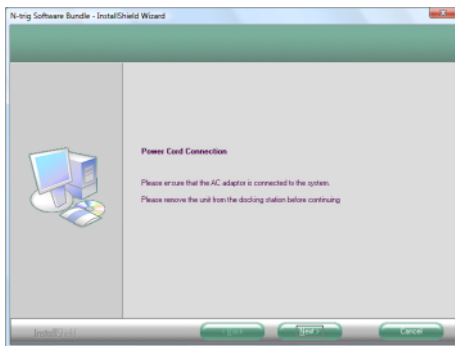 N-trig Software Bundle - InstallShield Wizard
Power Cord Connection
Please ensure that the AC adaptor is connected to the system.
Please remove the unit from the docking station before continuing
InstallShield
< Back
Next >
Cancel